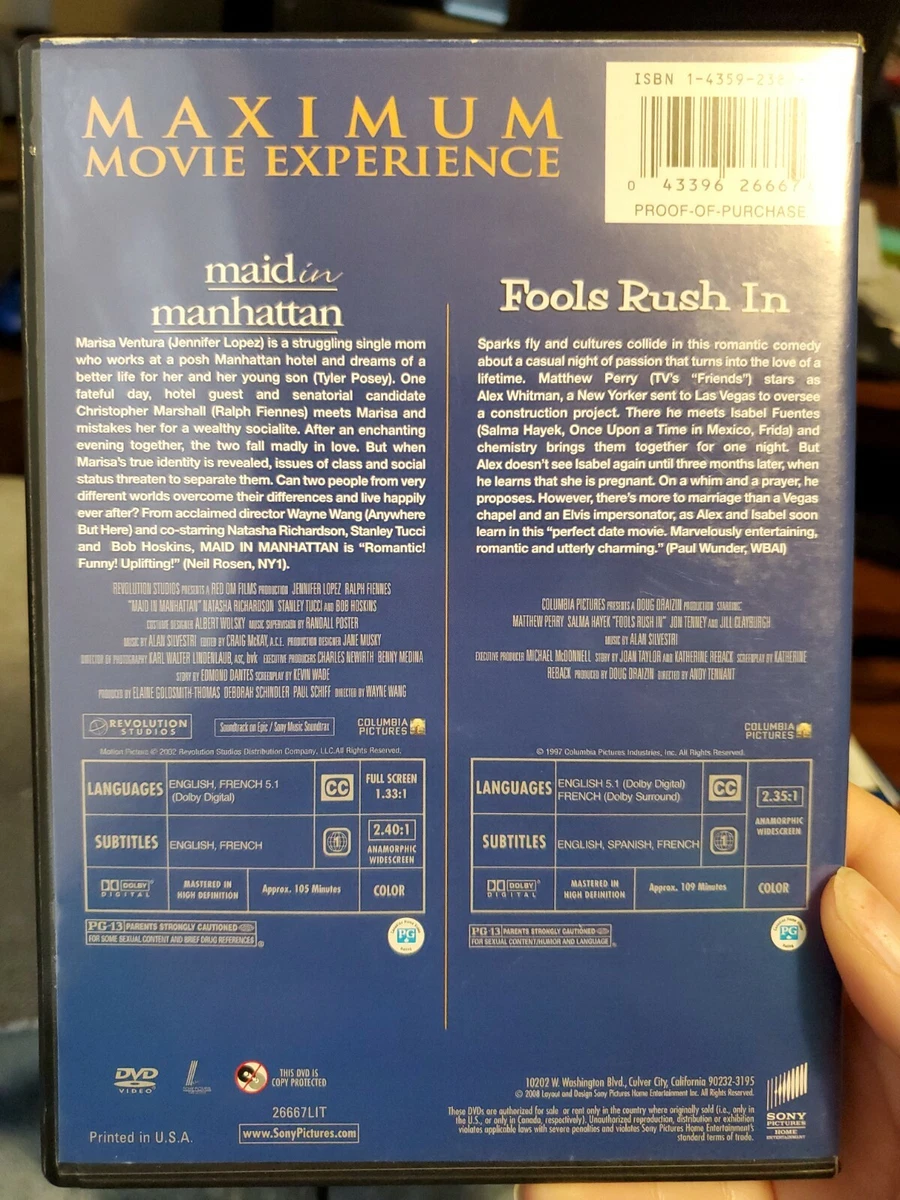 MAXIMUM
MOVIE EXPERIENCE
ISBN 1-4359-23
0 43396 26667
PROOF-OF-PURCHASE
maid in
manhattan
Marisa Ventura (Jennifer Lopez) is a struggling single mom
who works at a posh Manhattan hotel and dreams of a
better life for her and her young son (Tyler Posey). One
fateful day, hotel guest and senatorial candidate
Christopher Marshall (Ralph Fiennes) meets Marisa and
mistakes her for a wealthy socialite. After an enchanting
evening together, the two fall madly in love. But when
Marisa's true identity is revealed, issues of class and social
status threaten to separate them. Can two people from very
different worlds overcome their differences and live happily
ever after? From acclaimed director Wayne Wang (Anywhere
But Here) and co-starring Natasha Richardson, Stanley Tucci
and Bob Hoskins, MAID IN MANHATTAN is “Romantic!
Funny! Uplifting!” (Neil Rosen, NY1).
REVOLUTION STUDIOS PRESENTS A RED OM FILMS PRODUCTION JENNIFER LOPEZ RALPH FIENNES
"MAID IN MANHATTAN" NATASHA RICHARDSON STANLEY TUCCI AND BOB HOSKINS
COSTUME DESIGNER ALBERT WOLSKY MUSIC SUPERVISION BY RANDALL POSTER
MUSIC BY ALAN SILVESTRI EDITED BY CRAIG McKAY, A.C.E. PRODUCTION DESIGNER JANE MUSKY
DIRECTOR OF PHOTOGRAPHY KARL WALTER LINDENLAUB, ASC, bvk EXECUTIVE PRODUCERS CHARLES NEWIRTH BENNY MEDINA
STORY BY EDMOND DANTES SCREENPLAY BY KEVIN WADE
PRODUCED BY ELAINE GOLDSMITH-THOMAS DEBORAH SCHINDLER PAUL SCHIFF DIRECTED BY WAYNE WANG
REVOLUTION STUDIOS
Soundtrack on Epic / Sony Music Soundtrax
COLUMBIA PICTURES
Motion Picture © 2002 Revolution Studios Distribution Company, LLC. All Rights Reserved.
LANGUAGES ENGLISH, FRENCH 5.1
(Dolby Digital)
CC
FULL SCREEN
1.33:1
SUBTITLES ENGLISH, FRENCH
1
2.40:1
ANAMORPHIC
WIDESCREEN
DOLBY
DIGITAL
MASTERED IN
HIGH DEFINITION
Approx. 105 Minutes
COLOR
PG-13 PARENTS STRONGLY CAUTIONED
FOR SOME SEXUAL CONTENT AND BRIEF DRUG REFERENCES
PG
Fools Rush In
Sparks fly and cultures collide in this romantic comedy
about a casual night of passion that turns into the love of a
lifetime. Matthew Perry (TV's “Friends”) stars as
Alex Whitman, a New Yorker sent to Las Vegas to oversee
a construction project. There he meets Isabel Fuentes
(Salma Hayek, Once Upon a Time in Mexico, Frida) and
chemistry brings them together for one night. But
Alex doesn't see Isabel again until three months later, when
he learns that she is pregnant. On a whim and a prayer, he
proposes. However, there's more to marriage than a Vegas
chapel and an Elvis impersonator, as Alex and Isabel soon
learn in this “perfect date movie. Marvelously entertaining,
romantic and utterly charming.” (Paul Wunder, WBAI)
COLUMBIA PICTURES PRESENTS A DOUG DRAIZIN PRODUCTION STARRING
MATTHEW PERRY SALMA HAYEK "FOOLS RUSH IN" JON TENNEY AND JILL CLAYBURGH
MUSIC BY ALAN SILVESTRI
EXECUTIVE PRODUCER MICHAEL McDONNELL STORY BY JOAN TAYLOR AND KATHERINE REBACK SCREENPLAY BY KATHERINE
REBACK PRODUCED BY DOUG DRAIZIN DIRECTED BY ANDY TENNANT
COLUMBIA PICTURES
© 1997 Columbia Pictures Industries, Inc. All Rights Reserved.
LANGUAGES ENGLISH 5.1 (Dolby Digital)
FRENCH (Dolby Surround)
CC
2.35:1
ANAMORPHIC
WIDESCREEN
SUBTITLES ENGLISH, SPANISH, FRENCH
1
DOLBY
DIGITAL
MASTERED IN
HIGH DEFINITION
Approx. 109 Minutes
COLOR
PG-13 PARENTS STRONGLY CAUTIONED
FOR SEXUAL CONTENT/HUMOR AND LANGUAGE
PG
DVD
VIDEO
THIS DVD IS
COPY PROTECTED
26667LIT
Printed in U.S.A.
www.SonyPictures.com
10202 W. Washington Blvd., Culver City, California 90232-3195
© 2008 Layout and Design Sony Pictures Home Entertainment Inc. All Rights Reserved.
These DVDs are authorized for sale or rent only in the country where originally sold (i.e., only in
the U.S., or only in Canada, respectively). Unauthorized reproduction, distribution or exhibition
violates applicable laws with severe penalties and violates Sony Pictures Home Entertainment's
standard terms of trade.
SONY
PICTURES
HOME
ENTERTAINMENT